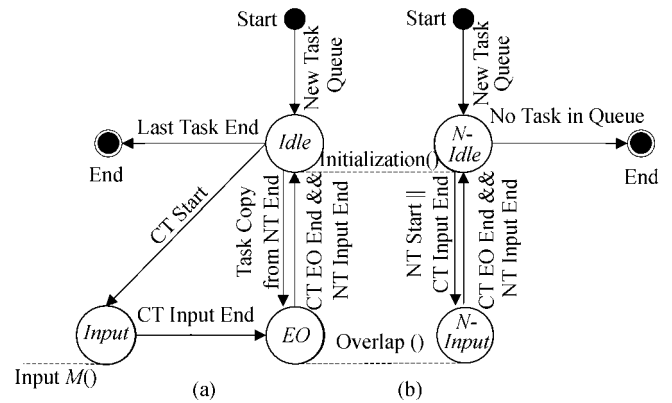 Start
Start
New Task
Queue
New Task
Queue
Last Task End
Idle
N-
Idle
No Task in Queue
End
End
Initialization()
CT Start
Task Copy
from NT End
CT EO End &&
NT Input End
NT Start ||
CT Input End
CT EO End &&
NT Input End
Input
CT Input End
EO
Overlap ()
N-
Input
Input M()
(a)
(b)